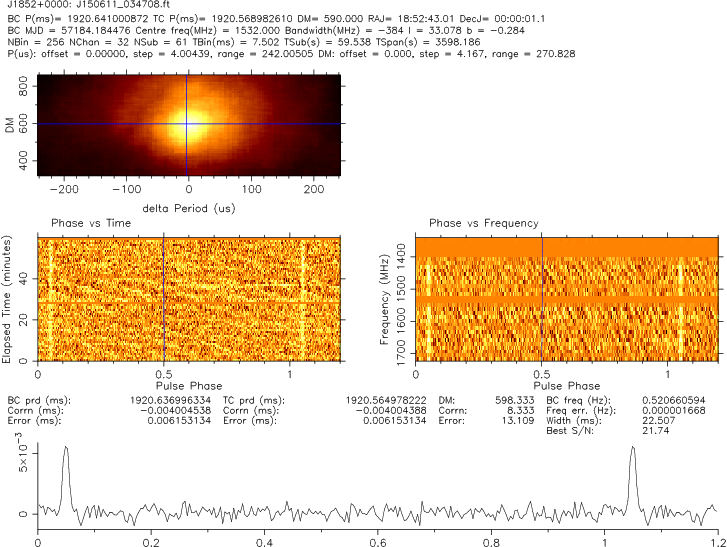 J1852+0000: J150611_034708.ft
BC P(ms)= 1920.641000872 TC P(ms)= 1920.568982610 DM= 590.000 RAJ= 18:52:43.01 DecJ= 00:00:01.1
BC MJD = 57184.184476 Centre freq(MHz) = 1532.000 Bandwidth(MHz) = -384 l = 33.078 b = -0.284
NBin = 256 NChan = 32 NSub = 61 TBin(ms) = 7.502 TSub(s) = 59.538 TSpan(s) = 3598.186
P(us): offset = 0.00000, step = 4.00439, range = 242.00505 DM: offset = 0.000, step = 4.167, range = 270.828
DM
800
600
400
-200 -100 0 100 200
delta Period (us)
Phase vs Time
Elapsed Time (minutes)
40
20
0
0 0.5 1
Pulse Phase
Phase vs Frequency
Frequency (MHz)
1400
1500
1600
1700
0 0.5 1
Pulse Phase
BC prd (ms): 1920.636996334 TC prd (ms): 1920.564978222 DM: 598.333 BC freq (Hz): 0.520660594
Corrn (ms): -0.004004538 Corrn (ms): -0.004004388 Corrn: 8.333 Freq err. (Hz): 0.000001668
Error (ms): 0.006153134 Error (ms): 0.006153134 Error: 13.109 Width (ms): 22.507
Best S/N: 21.74
5×10⁻³
0
0 0.2 0.4 0.6 0.8 1 1.2